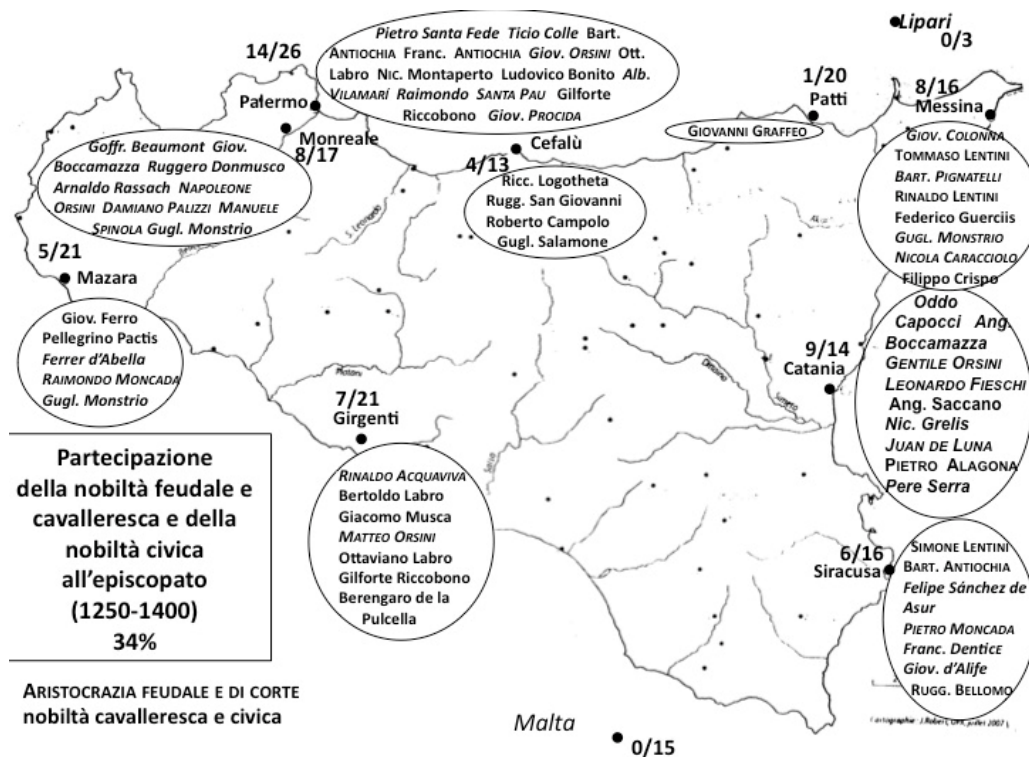 Lipari
0/3
14/26
Pietro Santa Fede Ticio Colle Bart.
ANTIOCHIA Franc. ANTIOCHIA Giov. ORSINI Ott.
Labro NIC. Montaperto Ludovico Bonito Alb.
VILAMARÍ Raimondo SANTA PAU Gilforte
Riccobono Giov. PROCIDA
Palermo
Monreale
8/17
1/20
Patti
8/16
Messina
GIOVANNI GRAFFEO
4/13
Cefalù
Goffr. Beaumont Giov.
Boccamazza Ruggero Donmusco
Arnaldo Rassach NAPOLEONE
ORSINI DAMIANO PALIZZI MANUELE
SPINOLA Gugl. Monstrio
Ricc. Logotheta
Rugg. San Giovanni
Roberto Campolo
Gugl. Salamone
GIOV. COLONNA
TOMMASO LENTINI
BART. PIGNATELLI
RINALDO LENTINI
Federico Guerciis
GUGL. MONSTRIO
NICOLA CARACCIOLO
Filippo Crispo
S. Leonardo
5/21
Mazara
Giov. Ferro
Pellegrino Pactis
Ferrer d'Abella
RAIMONDO MONCADA
Gugl. Monstrio
Platani
Salso
Dittaino
Simeto
9/14
Catania
Oddo
Capocci Ang.
Boccamazza
GENTILE ORSINI
LEONARDO FIESCHI
Ang. Saccano
Nic. Grelis
JUAN DE LUNA
PIETRO ALAGONA
Pere Serra
7/21
Girgenti
RINALDO ACQUAVIVA
Bertoldo Labro
Giacomo Musca
MATTEO ORSINI
Ottaviano Labro
Gilforte Riccobono
Berengaro de la
Pulcella
Partecipazione
della nobiltà feudale e
cavalleresca e della
nobiltà civica
all'episcopato
(1250-1400)
34%
6/16
Siracusa
SIMONE LENTINI
BART. ANTIOCHIA
Felipe Sánchez de
Asur
PIETRO MONCADA
Franc. Dentice
Giov. d'Alife
RUGG. BELLOMO
ARISTOCRAZIA FEUDALE E DI CORTE
nobiltà cavalleresca e civica
Malta
0/15
Cartographie : J.Robert, juillet 2007